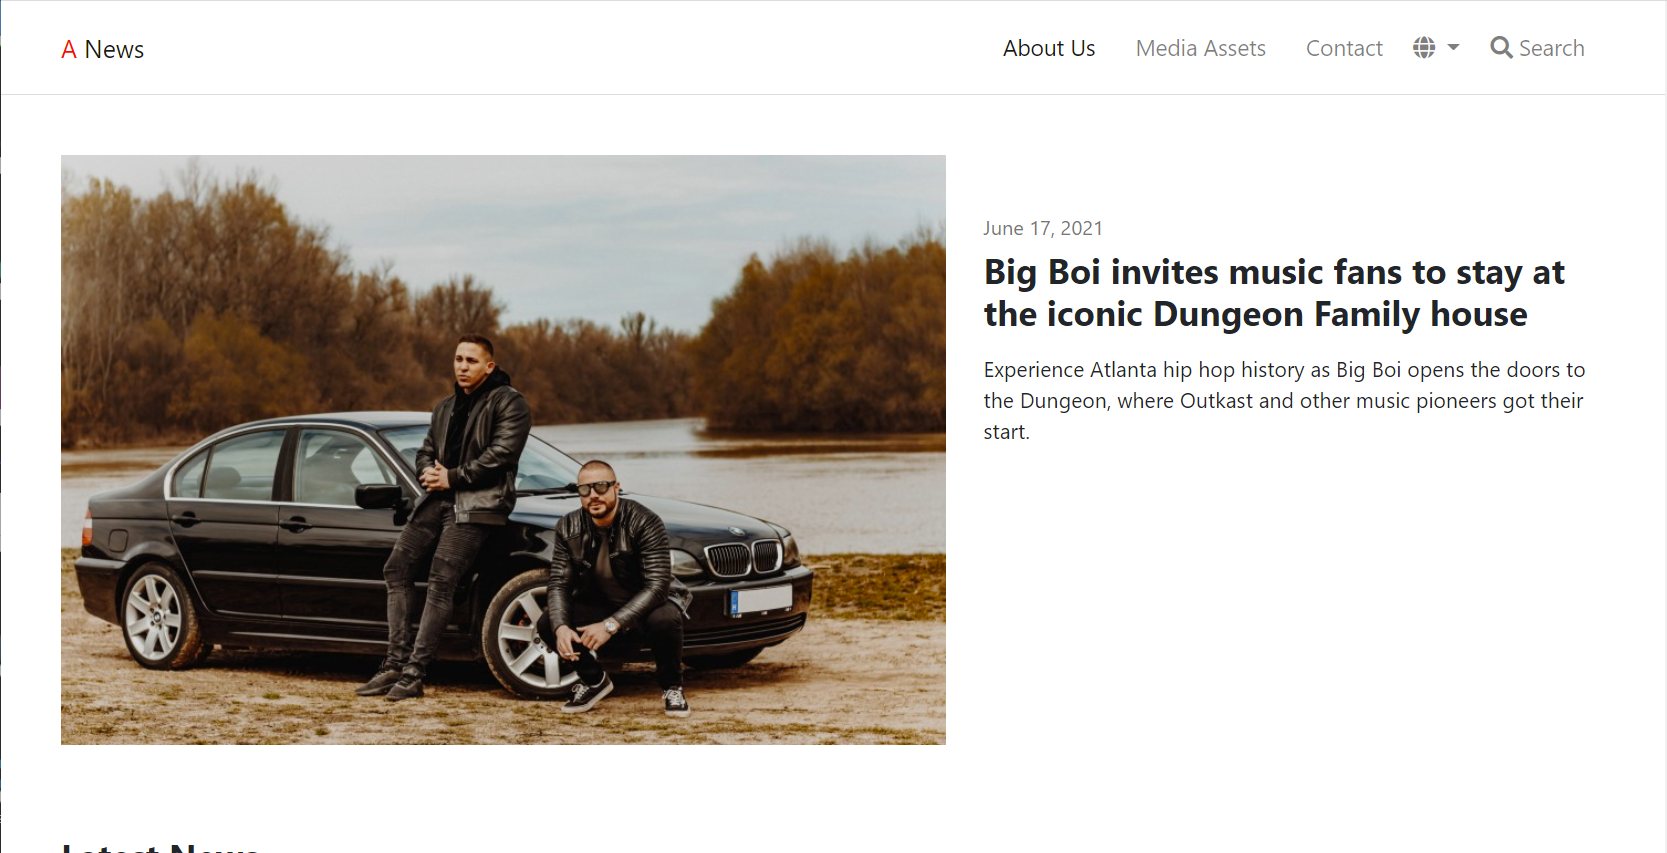 A News
About Us
Media Assets
Contact
Search
June 17, 2021
Big Boi invites music fans to stay at
the iconic Dungeon Family house
Experience Atlanta hip hop history as Big Boi opens the doors to
the Dungeon, where Outkast and other music pioneers got their
start.
Latest News